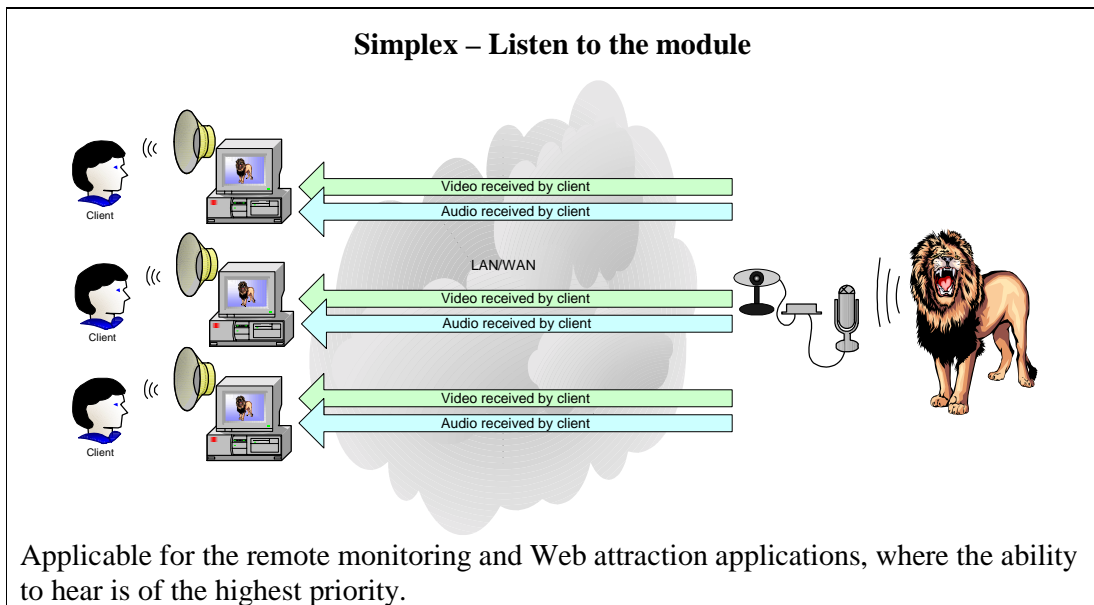 Simplex – Listen to the module
Video received by client
Audio received by client
Client
LAN/WAN
Video received by client
Audio received by client
Client
Video received by client
Audio received by client
Client
Applicable for the remote monitoring and Web attraction applications, where the ability
to hear is of the highest priority.